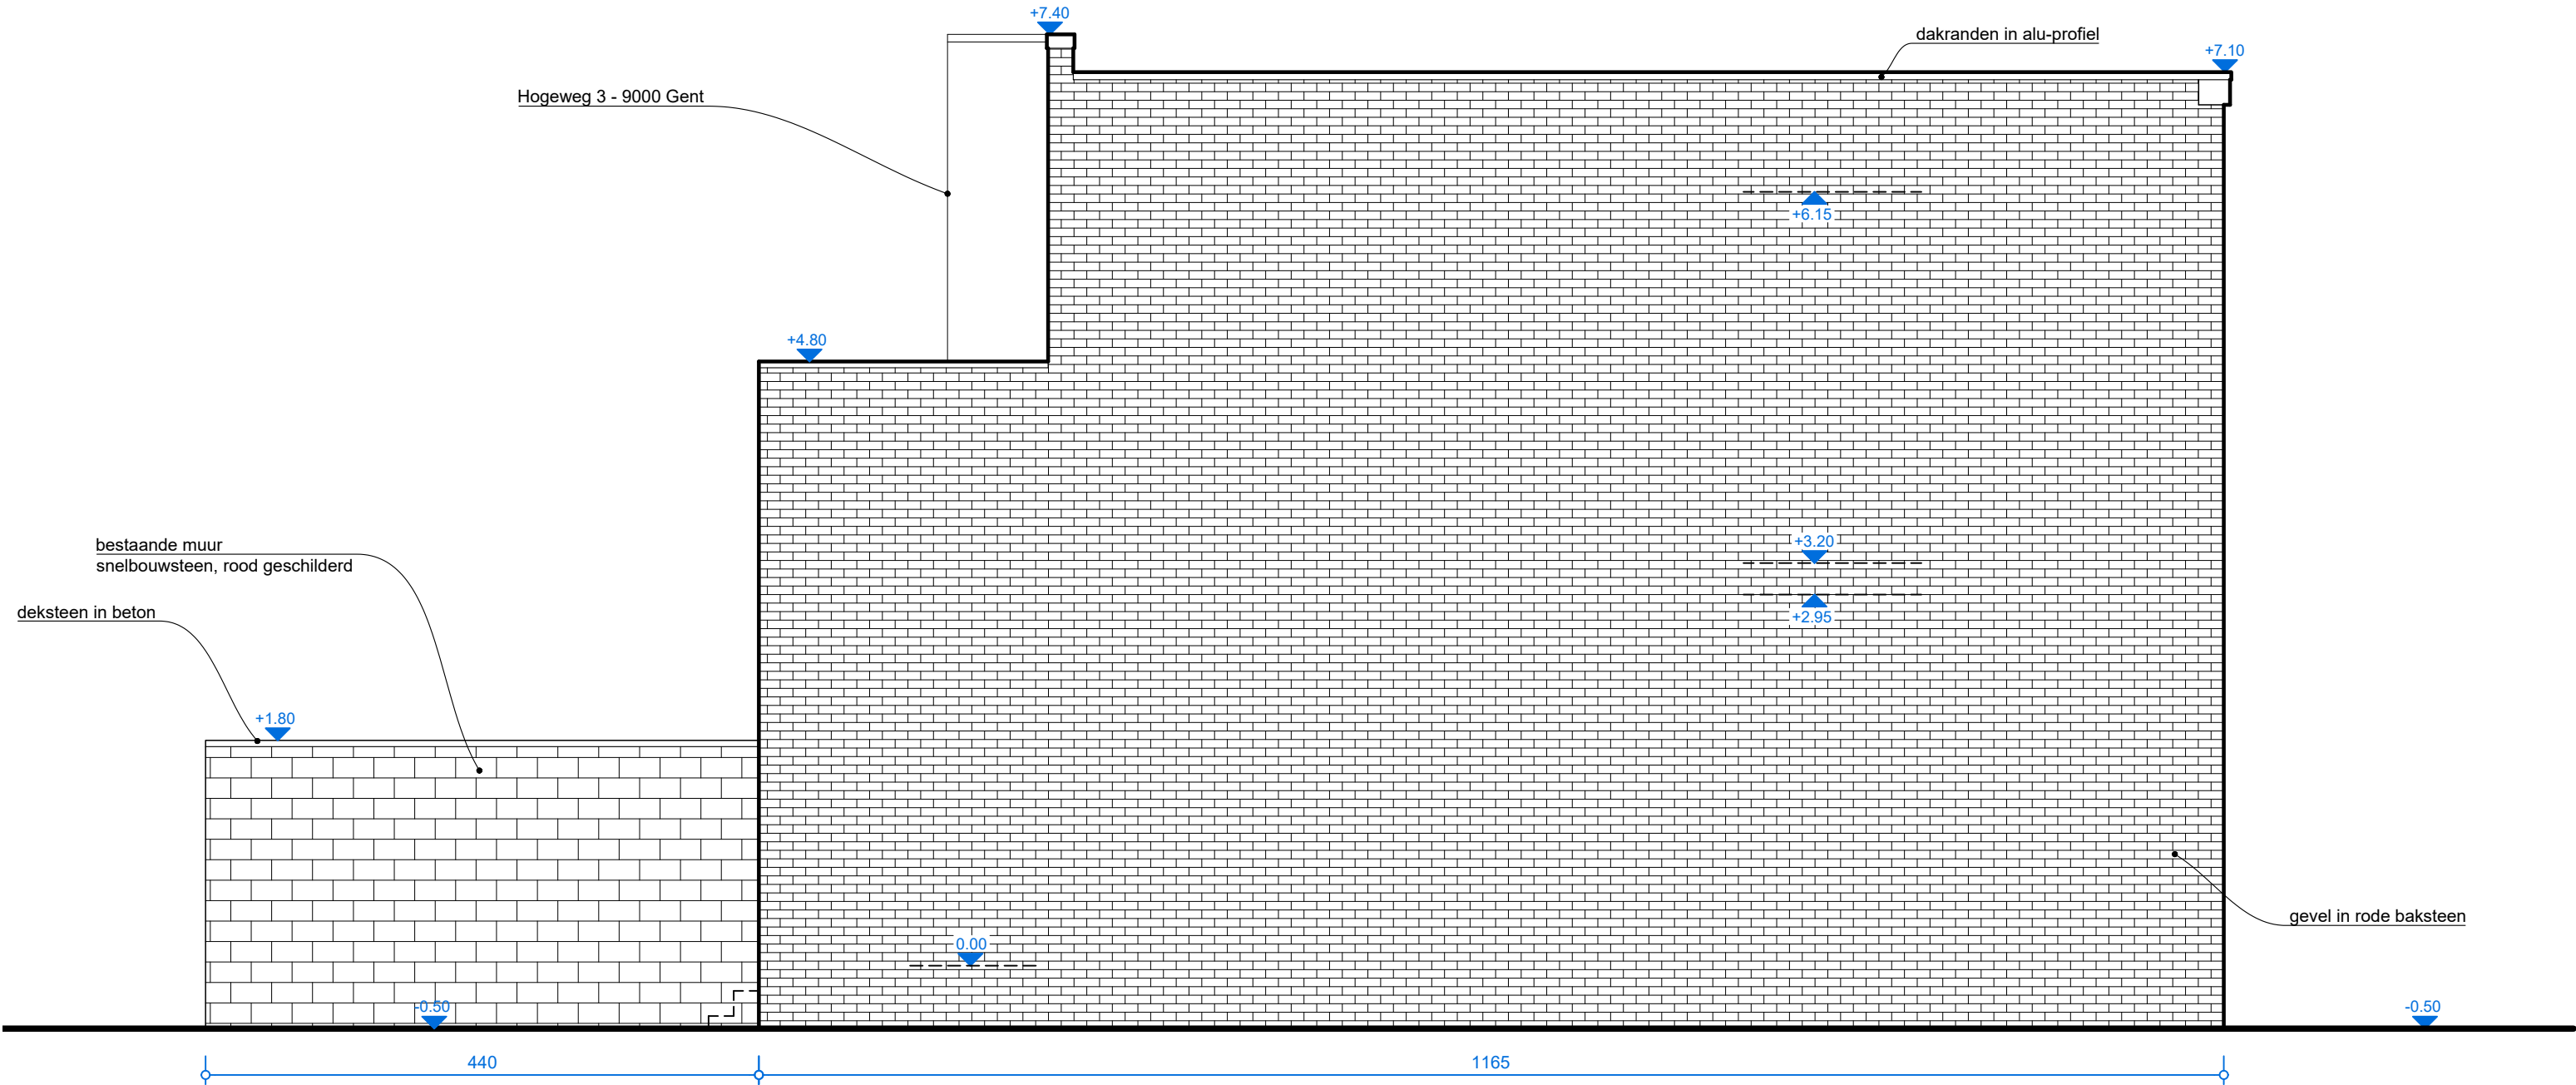 +7.40
dakranden in alu-profiel
+7.10
Hogeweg 3 - 9000 Gent
+6.15
+4.80
+3.20
bestaande muur
snelbouwsteen, rood geschilderd
deksteen in beton
+2.95
+1.80
gevel in rode baksteen
0.00
-0.50
-0.50
440
1165